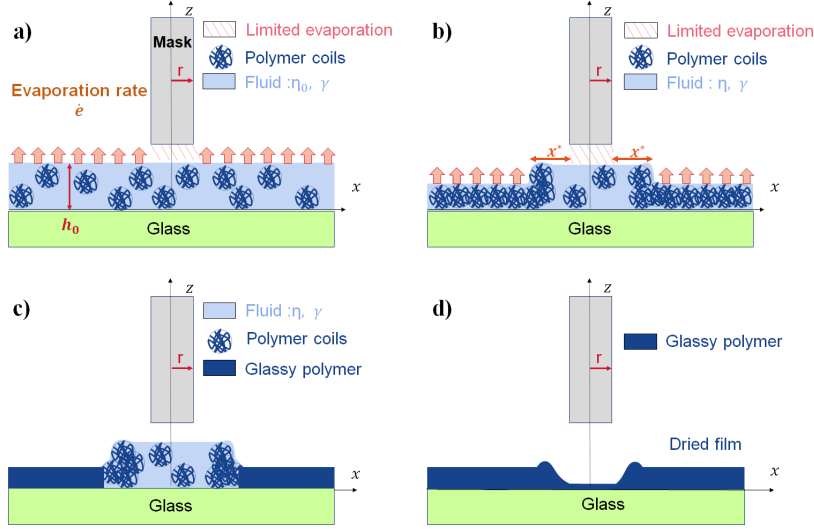 a)
z
Mask
r
Limited evaporation
Polymer coils
Fluid :η₀, γ
Evaporation rate
ė
h₀
x
Glass
b)
z
r
Limited evaporation
Polymer coils
Fluid : η, γ
x* x*
x
Glass
c)
z
r
Fluid :η, γ
Polymer coils
Glassy polymer
x
Glass
d)
z
r
Glassy polymer
Dried film
x
Glass